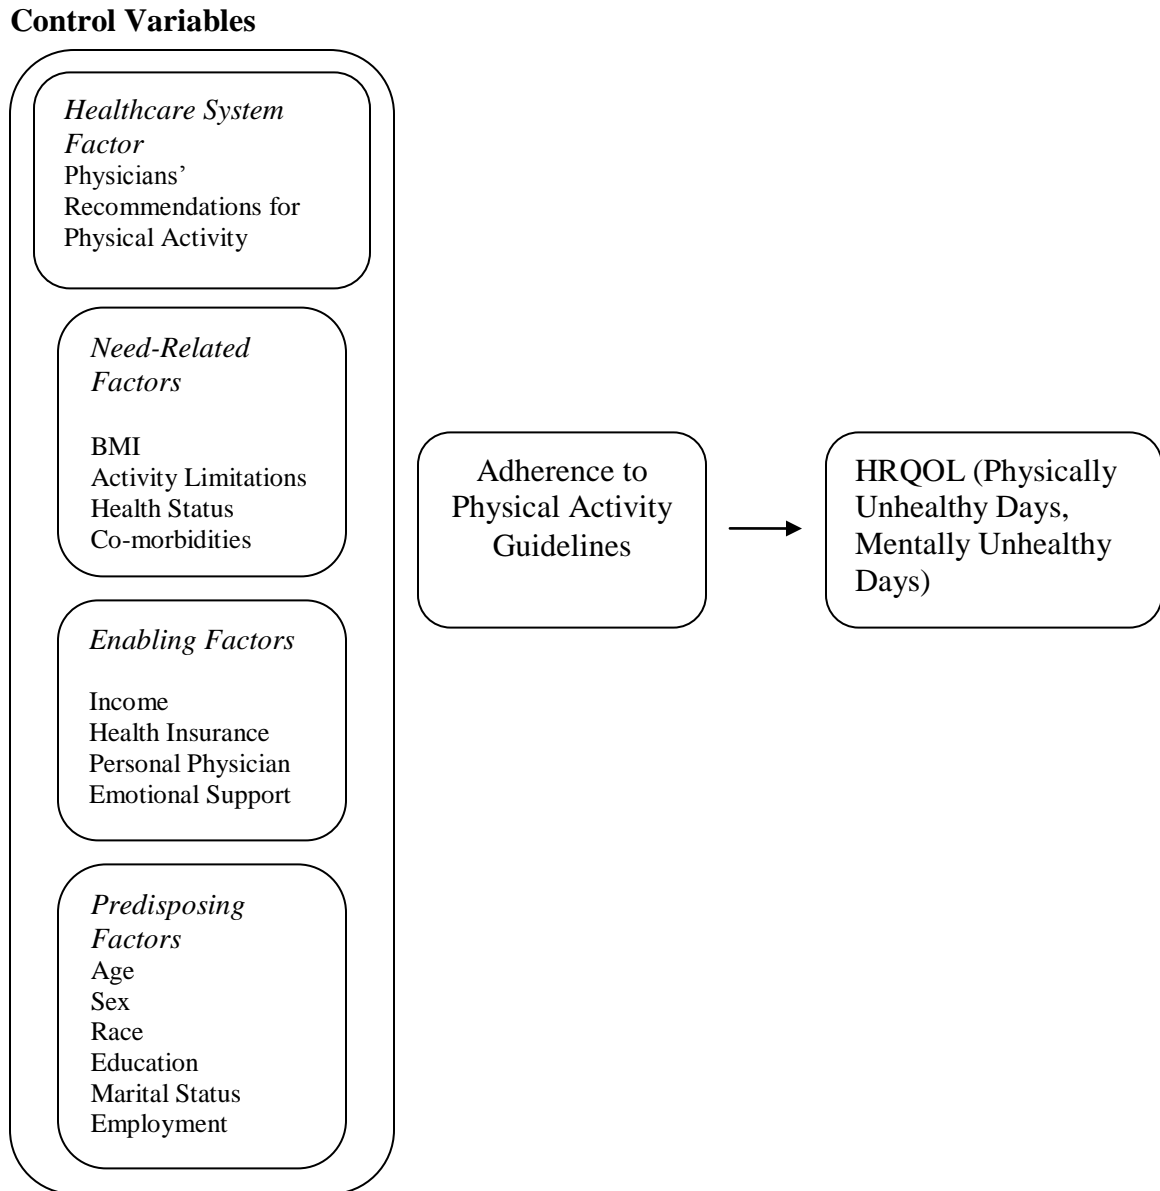 Control Variables
Healthcare System
Factor
Physicians’
Recommendations for
Physical Activity
Need-Related
Factors
BMI
Activity Limitations
Health Status
Co-morbidities
Enabling Factors
Income
Health Insurance
Personal Physician
Emotional Support
Predisposing
Factors
Age
Sex
Race
Education
Marital Status
Employment
Adherence to
Physical Activity
Guidelines
HRQOL (Physically
Unhealthy Days,
Mentally Unhealthy
Days)